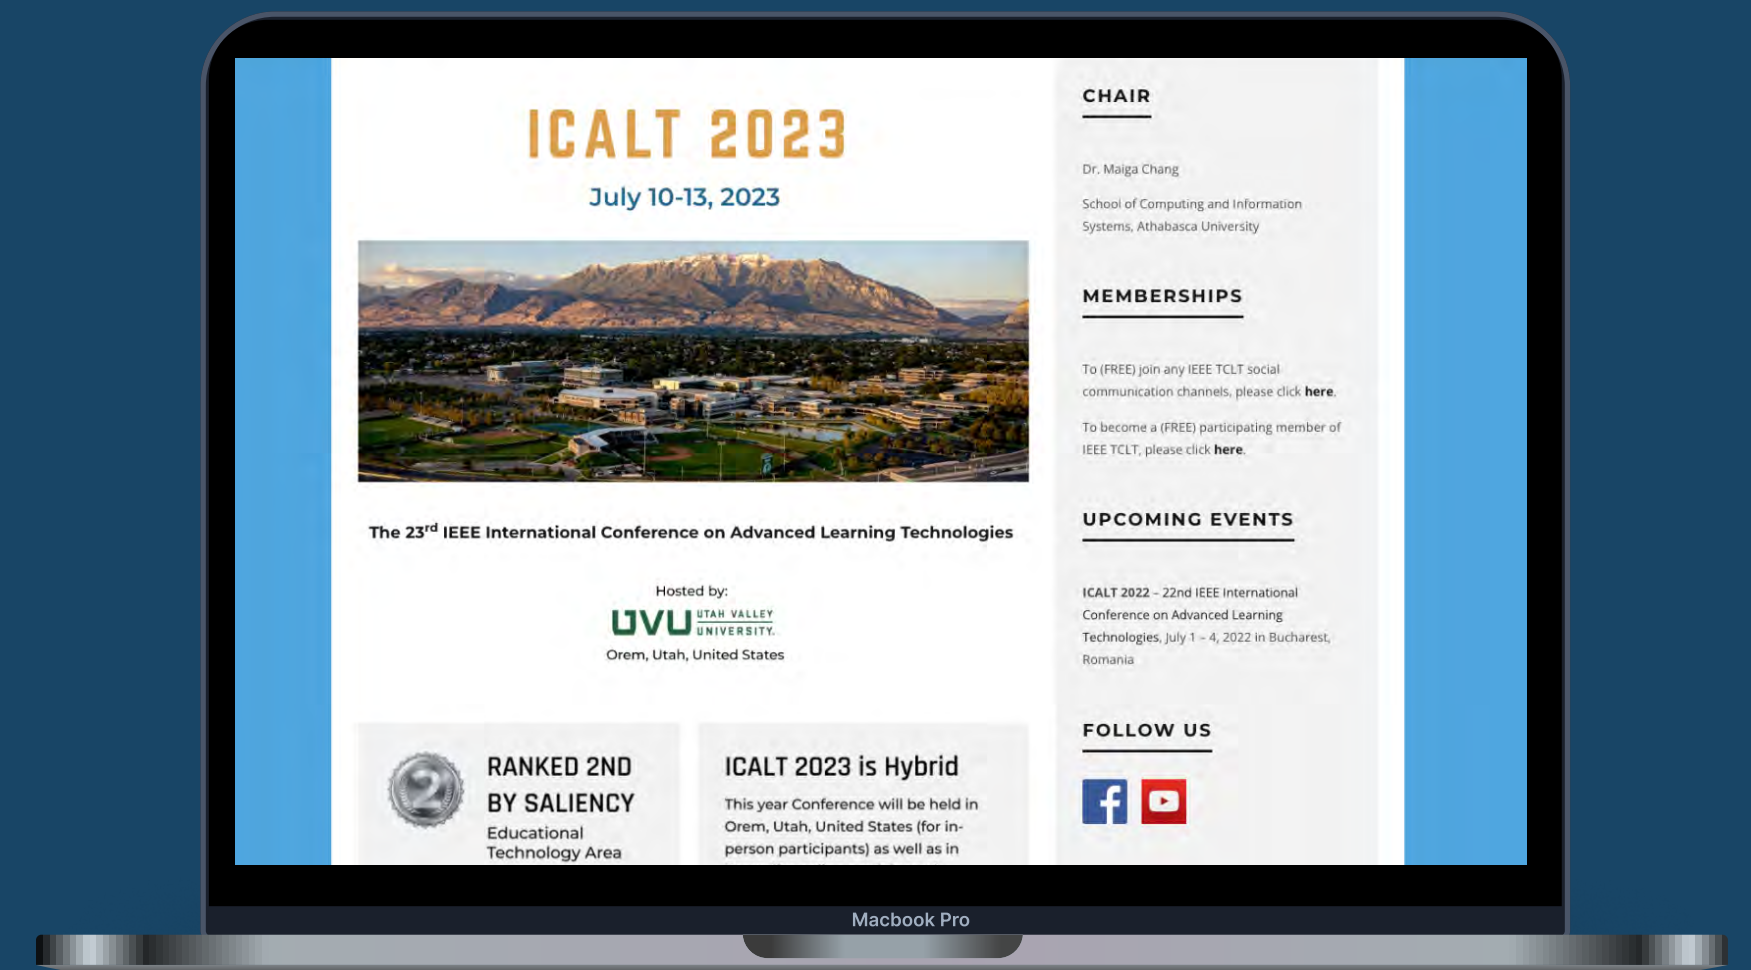 ICALT 2023
July 10-13, 2023
The 23rd IEEE International Conference on Advanced Learning Technologies
Hosted by:
UVU UTAH VALLEY
UNIVERSITY.
Orem, Utah, United States
2
RANKED 2ND
BY SALIENCY
Educational
Technology Area
ICALT 2023 is Hybrid
This year Conference will be held in
Orem, Utah, United States (for in-
person participants) as well as in
CHAIR
Dr. Maiga Chang
School of Computing and Information
Systems, Athabasca University
MEMBERSHIPS
To (FREE) join any IEEE TCLT social
communication channels, please click here.
To become a (FREE) participating member of
IEEE TCLT, please click here.
UPCOMING EVENTS
ICALT 2022 – 22nd IEEE International
Conference on Advanced Learning
Technologies, July 1 – 4, 2022 in Bucharest,
Romania
FOLLOW US
Macbook Pro